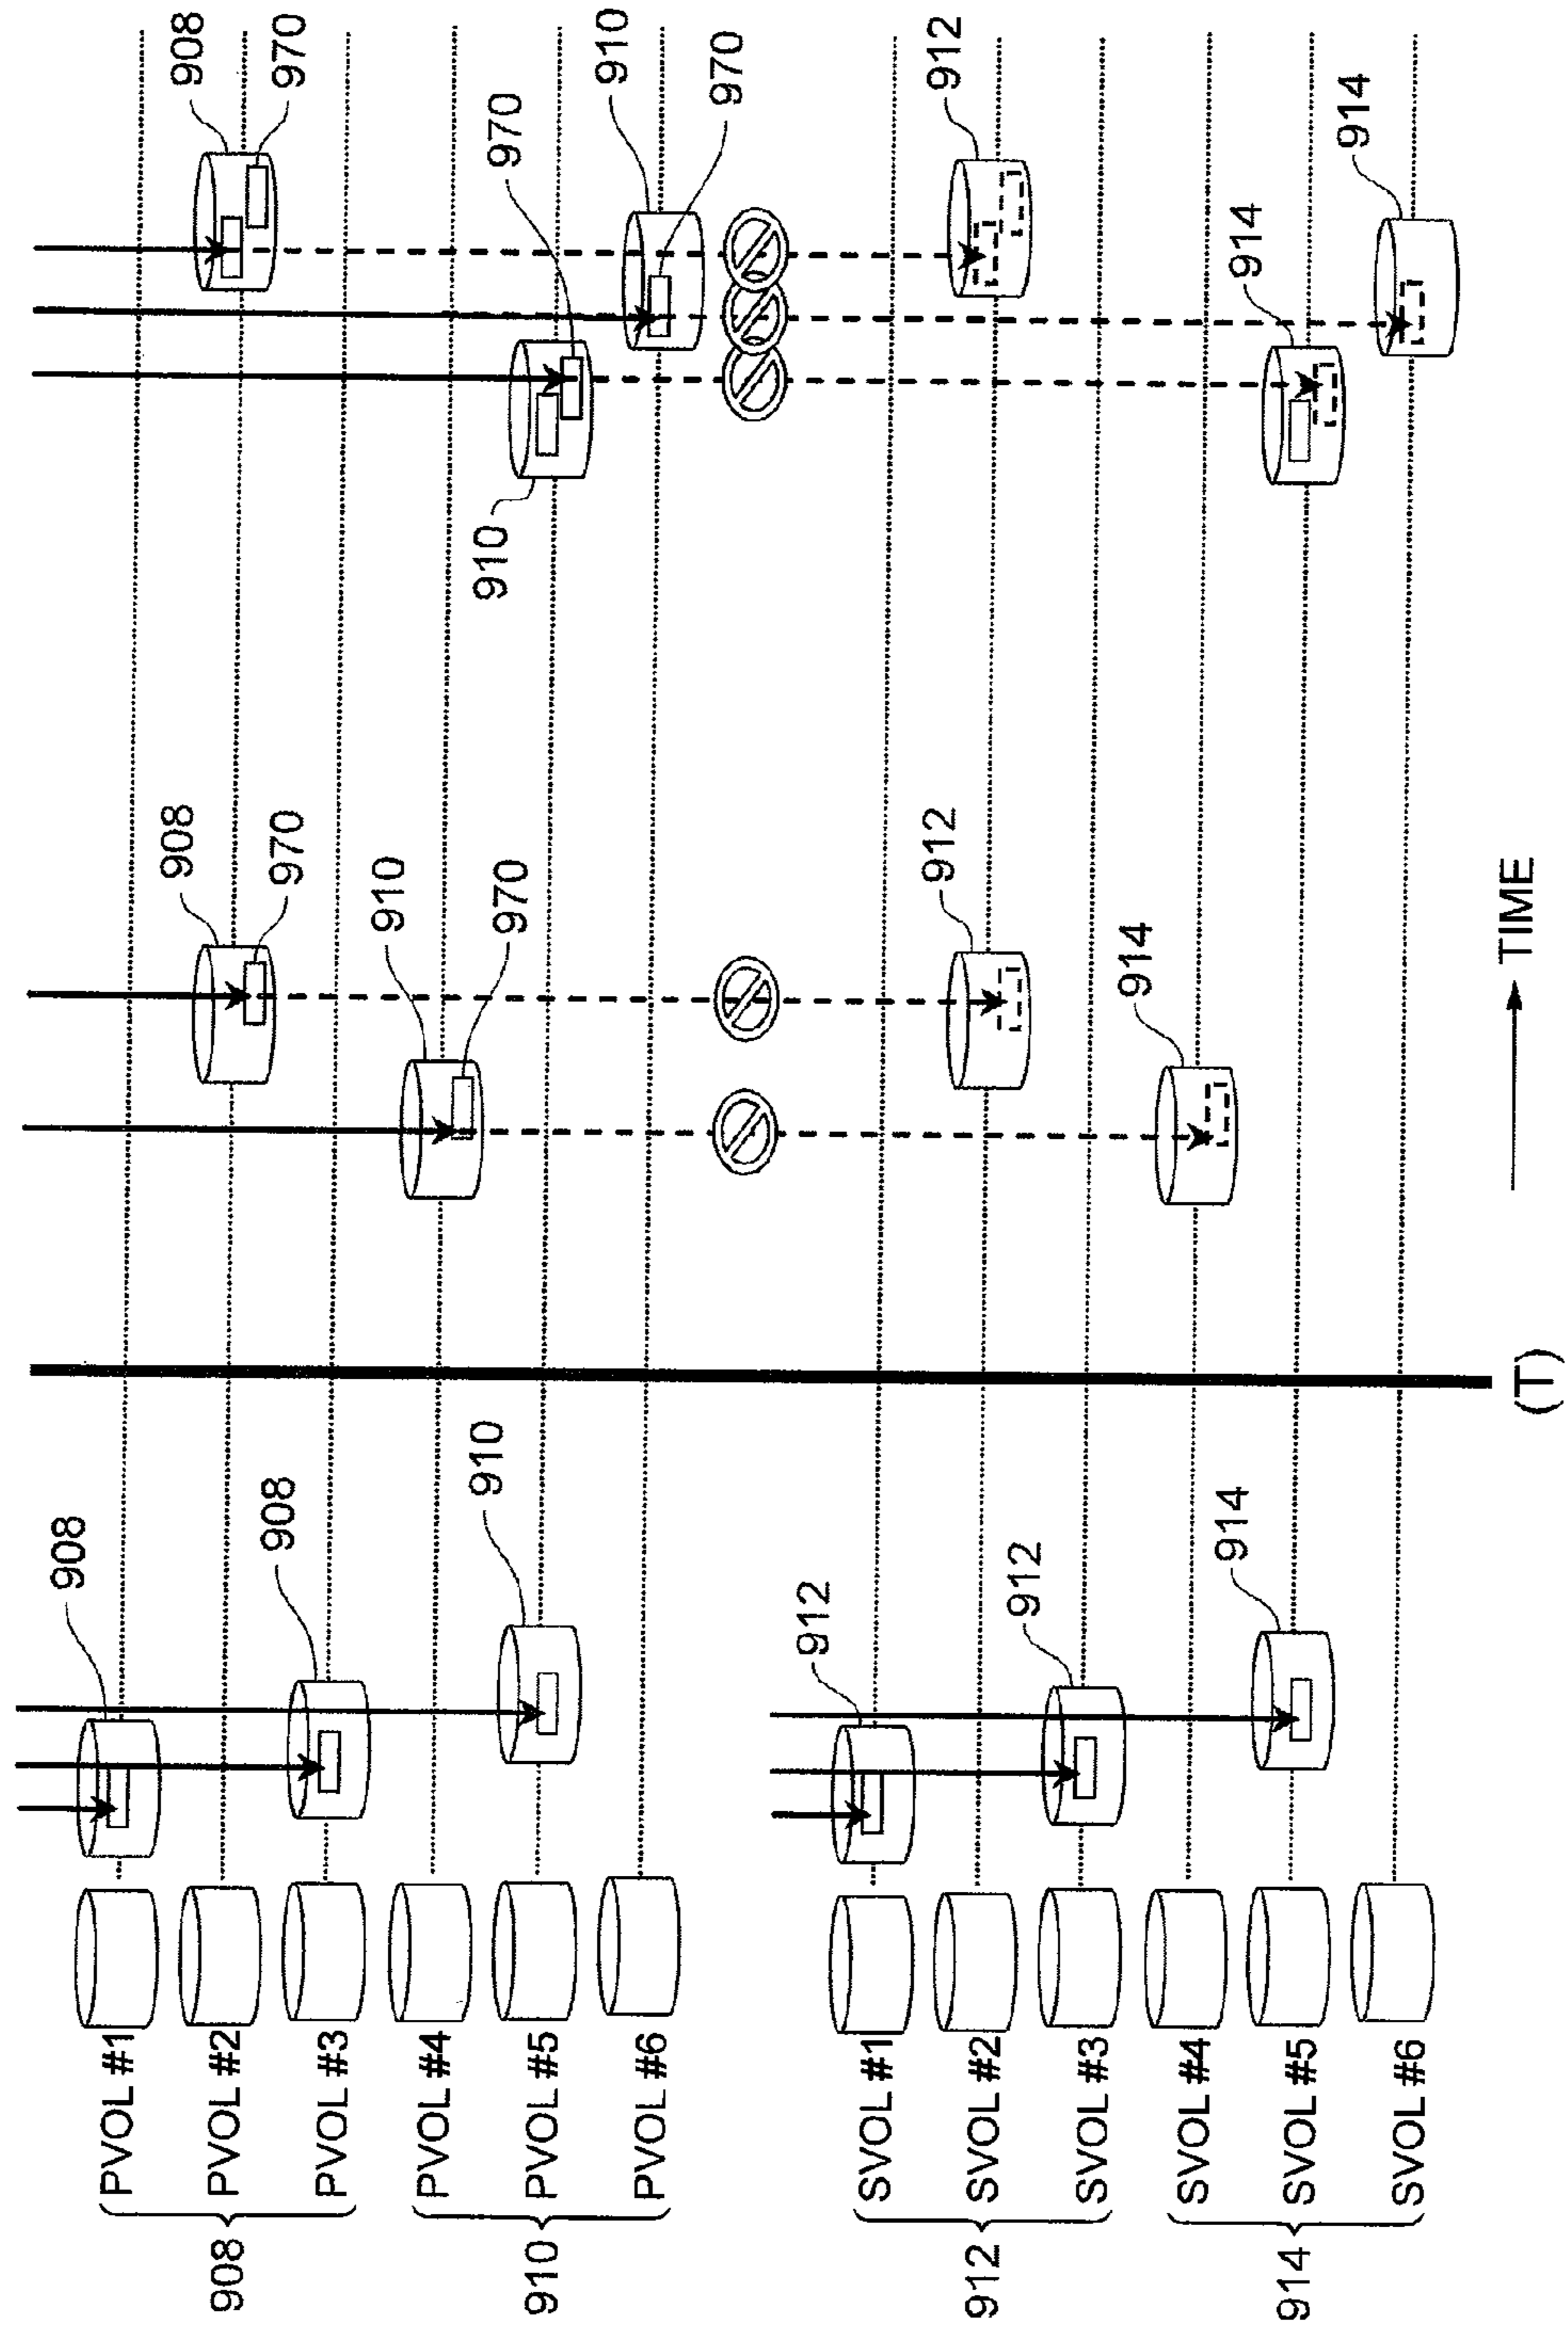 PVOL #1
PVOL #2
PVOL #3
PVOL #4
PVOL #5
PVOL #6
908
910
908
908
910
908
970
910
970
908
970
910
970
910
970
SVOL #1
SVOL #2
SVOL #3
SVOL #4
SVOL #5
SVOL #6
912
914
912
912
914
912
914
912
914
914
(T)
TIME